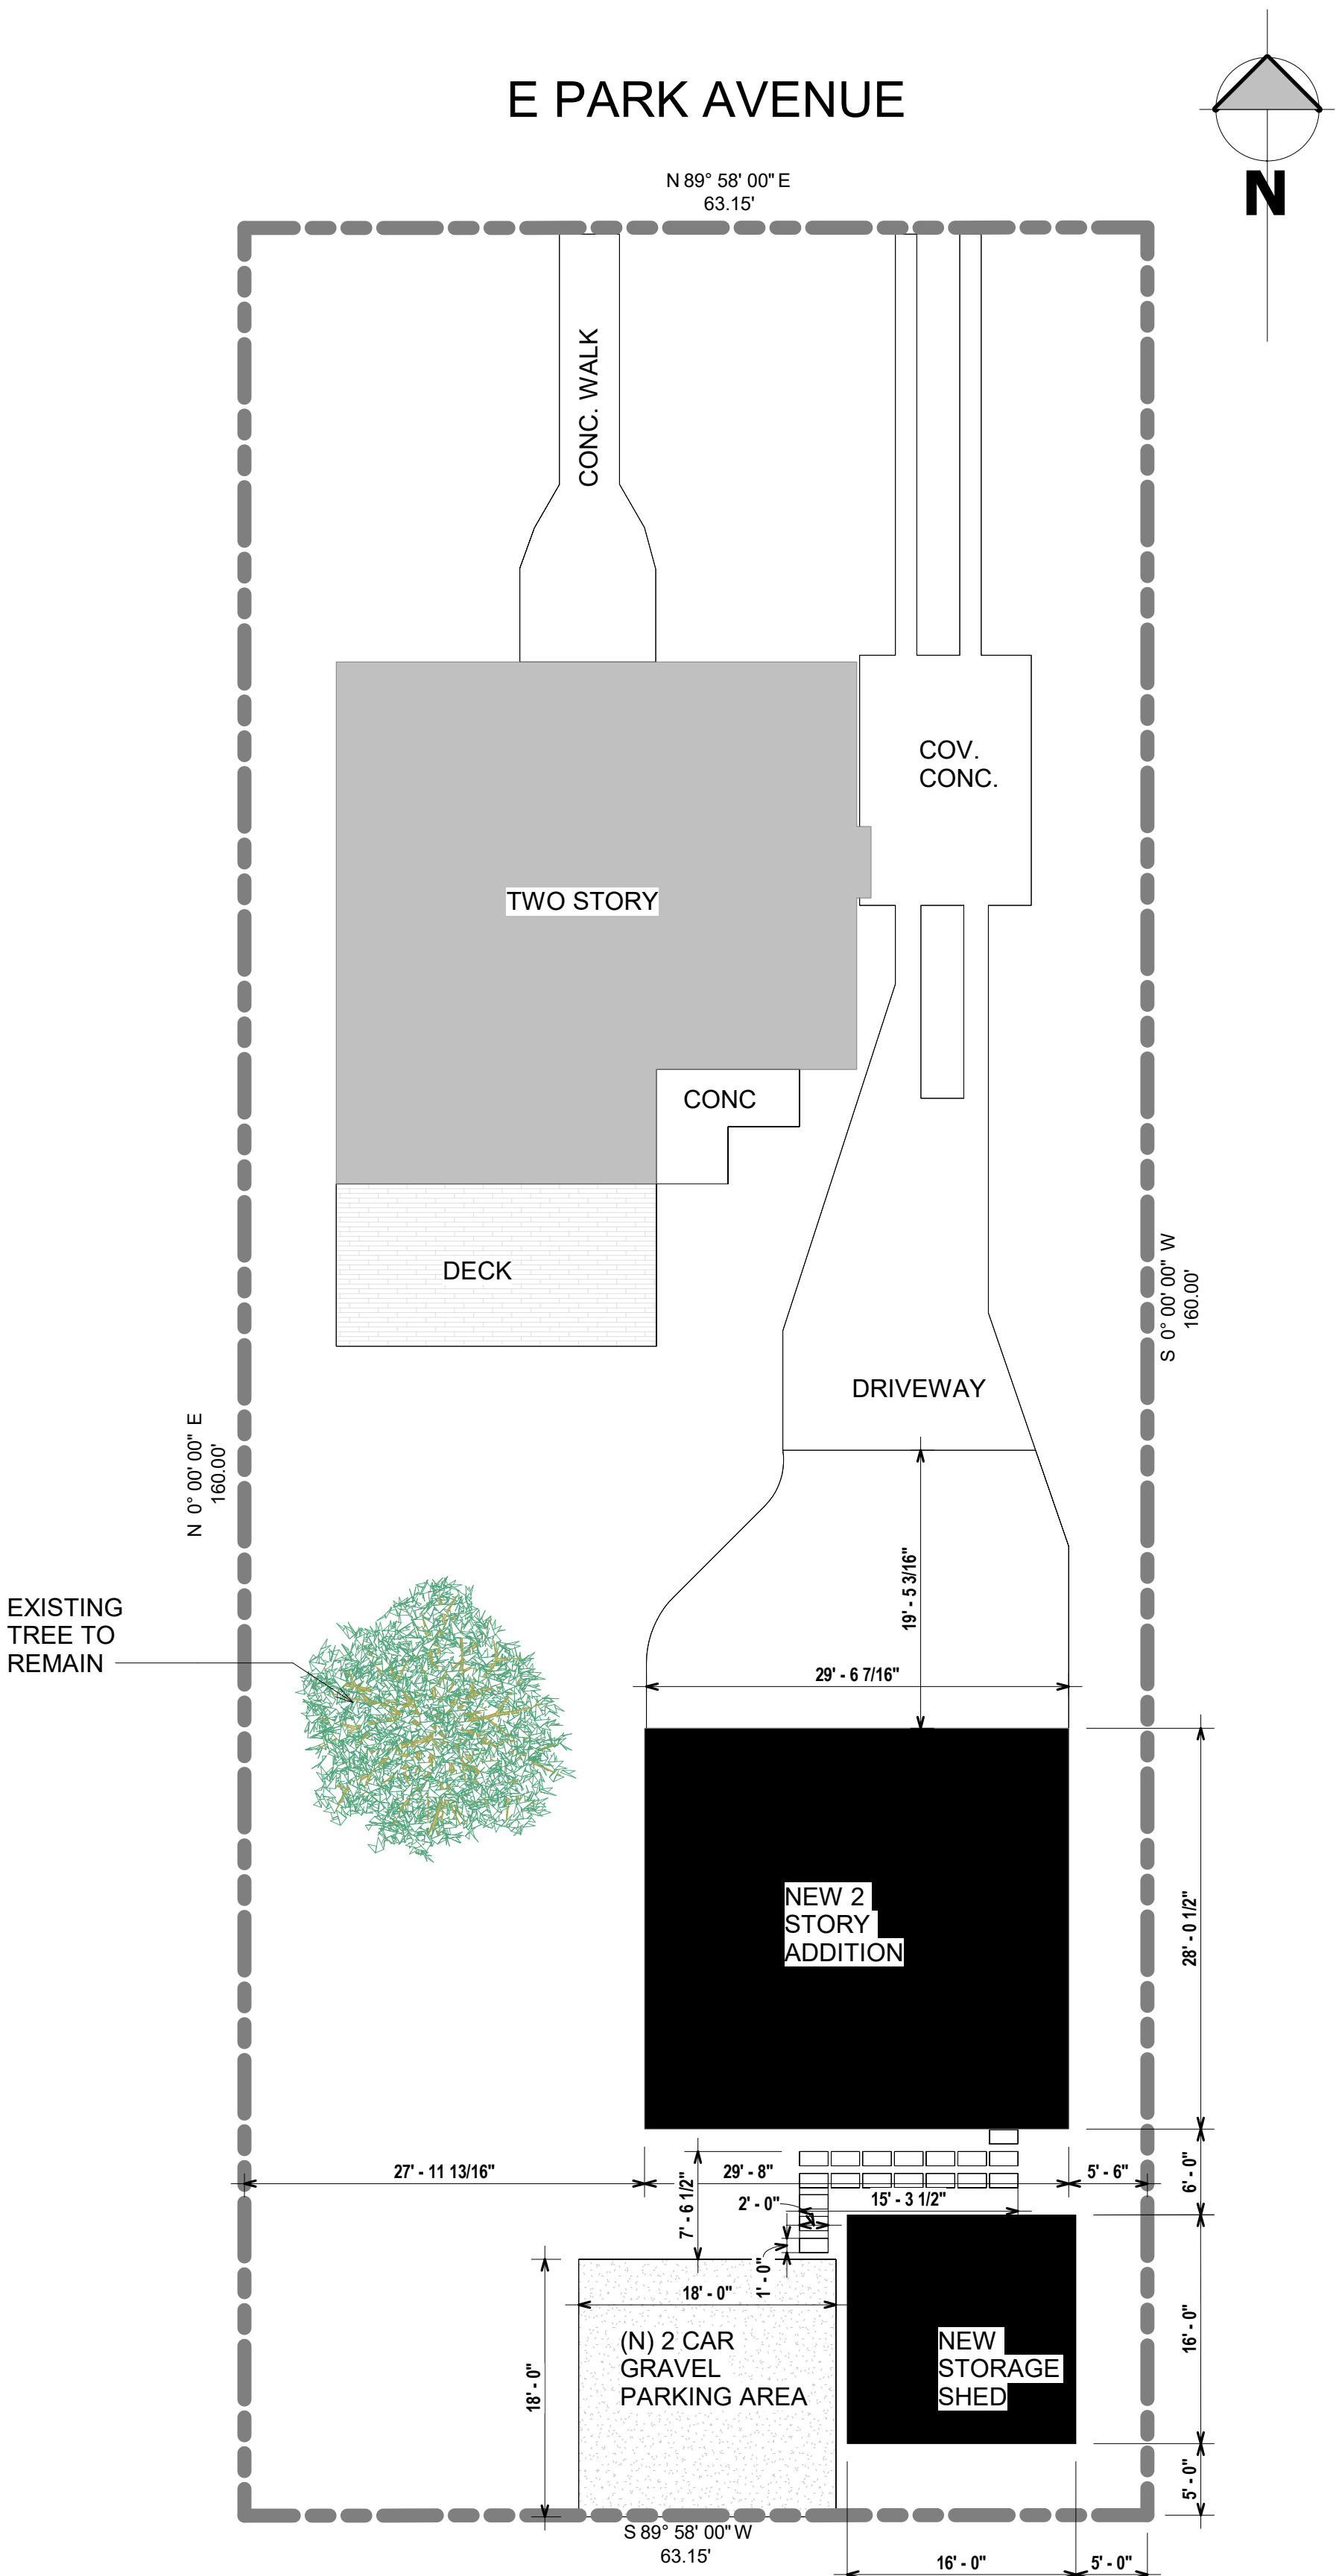 E PARK AVENUE
N
N 89° 58' 00" E
63.15'
CONC. WALK
COV.
CONC.
TWO STORY
CONC
DECK
S 0° 00' 00" W
160.00'
DRIVEWAY
N 0° 00' 00" E
160.00'
19' - 5 3/16"
EXISTING
TREE TO
REMAIN
29' - 6 7/16"
NEW 2
STORY
ADDITION
28' - 0 1/2"
27' - 11 13/16"
29' - 8"
5' - 6"
6' - 0"
7' - 6 1/2"
2' - 0"
15' - 3 1/2"
1' - 0"
18' - 0"
18' - 0"
(N) 2 CAR
GRAVEL
PARKING AREA
NEW
STORAGE
SHED
16' - 0"
5' - 0"
S 89° 58' 00" W
63.15'
16' - 0"
5' - 0"